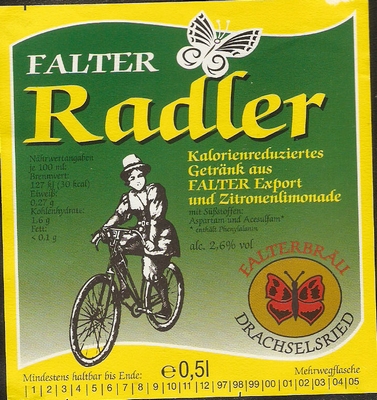 FALTER
Radler
Nährwertangaben
je 100 ml:
Brennwert:
127 kJ (30 kcal)
Eiweiß:
0,27 g
Kohlenhydrate:
1,6 g
Fett:
< 0,1 g
Kalorienreduziertes
Getränk aus
FALTER Export
und Zitronenlimonade
mit Süßstoffen:
Aspartam und Acesulfam*
* enthält Phenylalanin
alc. 2,6% vol
FALTERBRÄU
DRACHSELSRIED
Mindestens haltbar bis Ende:
e 0,5l
Mehrwegflasche
|1|2|3|4|5|6|7|8|9|10|11|12|97|98|99|00|01|02|03|04|05